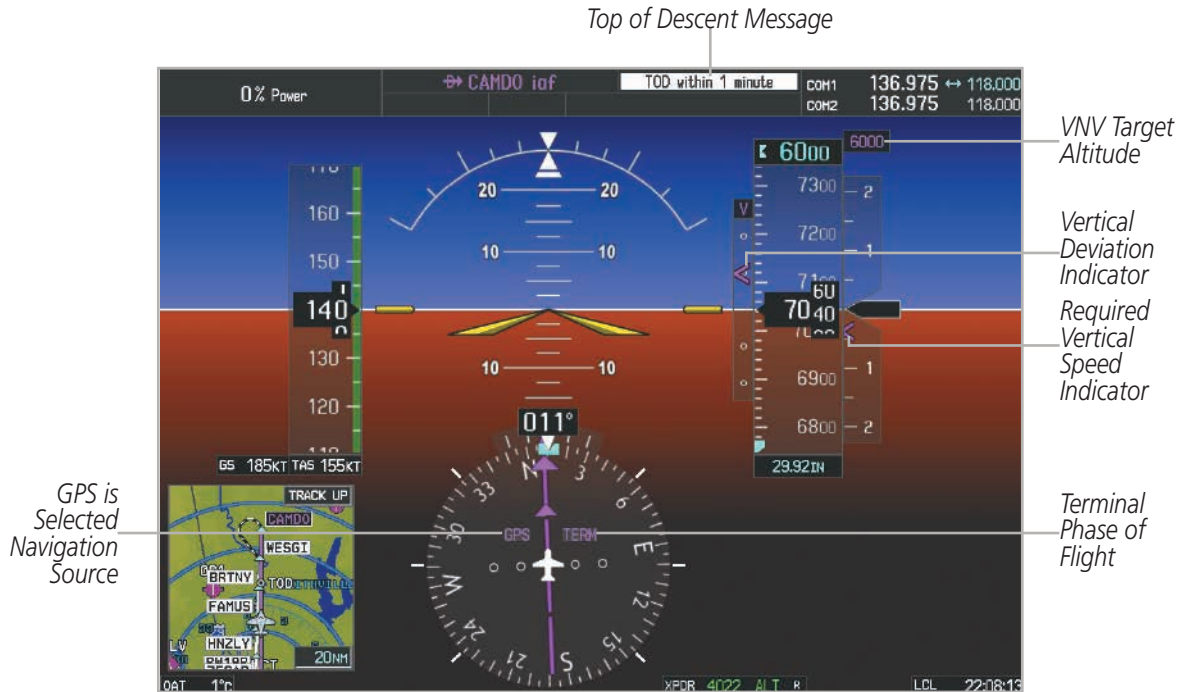 Top of Descent Message
0% Power
CAMDO iaf
TOD within 1 minute
COM1 136.975 ↔ 118.000
COM2 136.975 118.000
VNV Target
Altitude
Vertical
Deviation
Indicator
Required
Vertical
Speed
Indicator
GPS is
Selected
Navigation
Source
Terminal
Phase of
Flight
160
150
140
130
120
GS 185KT TAS 155KT
20 20
10 10
10 10
6000
6000
V
7300
7200
60
7040
6900
6800
29.92IN
2
1
1
2
011°
N
3
6
E
12
15
S
21
24
W
30
33
GPS TERM
TRACK UP
CAMDO
WESGI
BRTNY
TOD
FAMUS
HNZLY
LV
20NM
OAT 1°C
XPDR 4022 ALT R
LCL 22:08:13